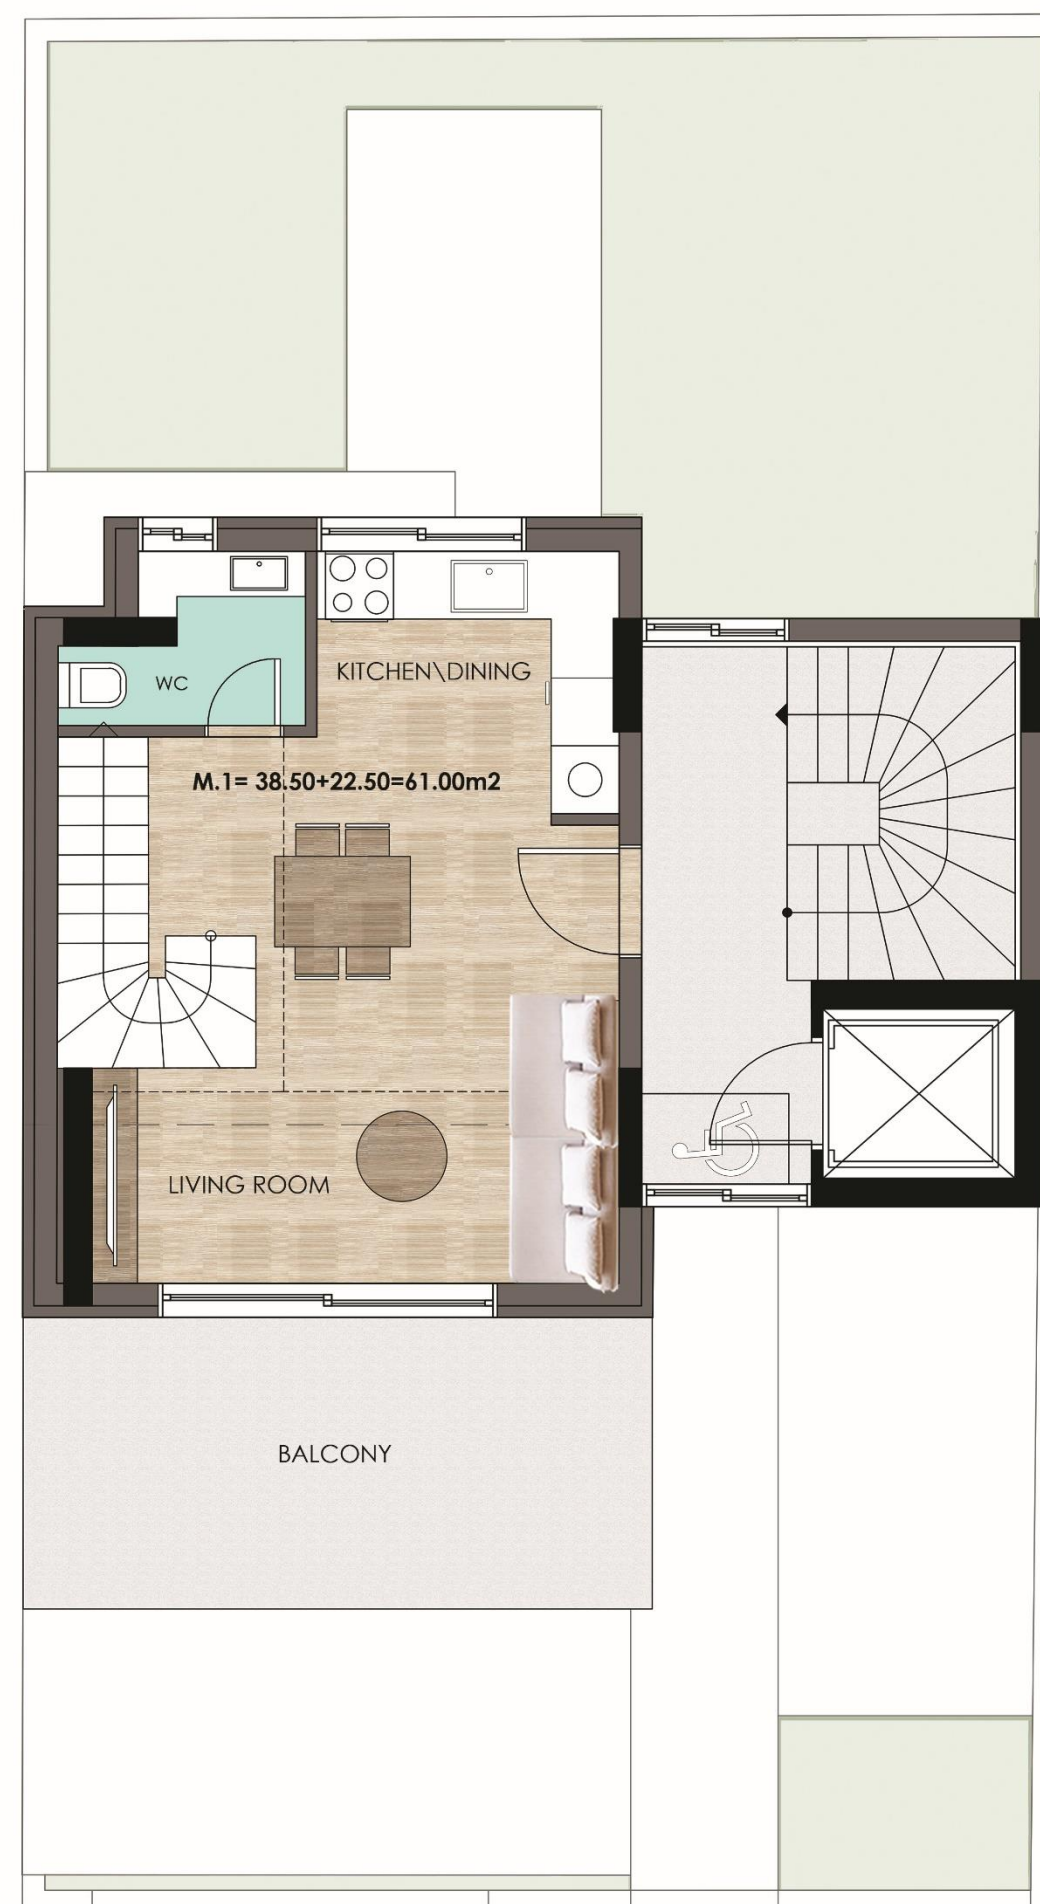 KITCHEN\DINING
WC
M.1= 38.50+22.50=61.00m2
LIVING ROOM
BALCONY